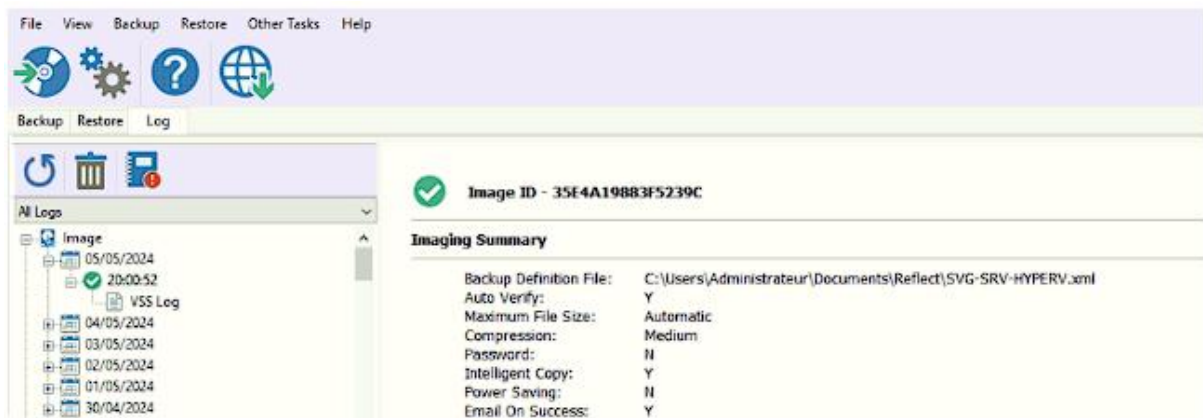 File View Backup Restore Other Tasks Help
Backup Restore Log
All Logs
Image
05/05/2024
20:00:52
VSS Log
04/05/2024
03/05/2024
02/05/2024
01/05/2024
30/04/2024
Image ID - 35E4A19883F5239C
Imaging Summary
Backup Definition File: C:\Users\Administrateur\Documents\Reflect\SVG-SRV-HYPERV.xml
Auto Verify: Y
Maximum File Size: Automatic
Compression: Medium
Password: N
Intelligent Copy: Y
Power Saving: N
Email On Success: Y